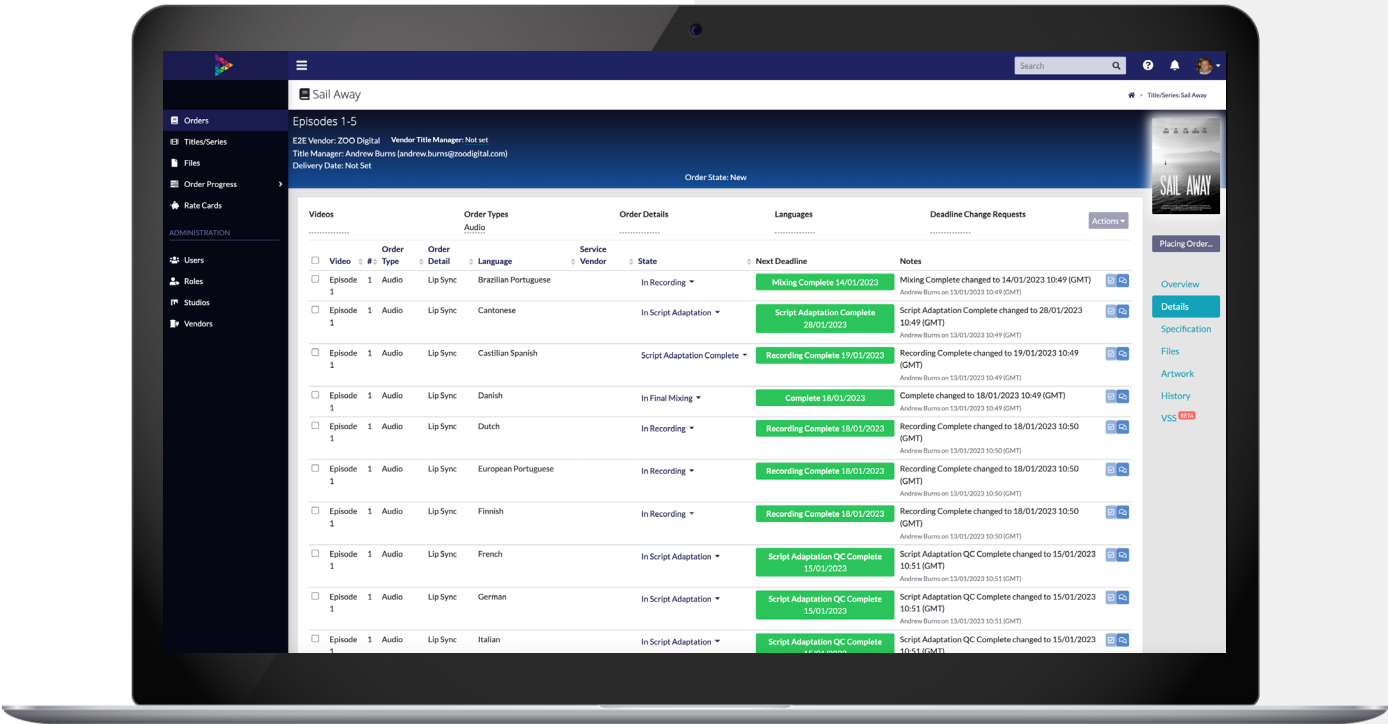 Search
Sail Away
Title/Series: Sail Away
Orders
Titles/Series
Files
Order Progress
Rate Cards
ADMINISTRATION
Users
Roles
Studios
Vendors
Episodes 1-5
E2E Vendor: ZOO Digital Vendor Title Manager: Not set
Title Manager: Andrew Burns (andrew.burns@zoodigital.com)
Delivery Date: Not Set
Order State: New
SAIL AWAY
Placing Order...
Overview
Details
Specification
Files
Artwork
History
VSS BETA
Videos Order Types Order Details Languages Deadline Change Requests
Audio
Actions
Video # Order Type Order Detail Language Service Vendor State Next Deadline Notes
Episode 1 Audio Lip Sync Brazilian Portuguese In Recording Mixing Complete 14/01/2023 Mixing Complete changed to 14/01/2023 10:49 (GMT)
1 Andrew Burns on 13/01/2023 10:49 (GMT)
Episode 1 Audio Lip Sync Cantonese In Script Adaptation Script Adaptation Complete Script Adaptation Complete changed to 28/01/2023
1 28/01/2023 10:49 (GMT)
Andrew Burns on 13/01/2023 10:49 (GMT)
Episode 1 Audio Lip Sync Castilian Spanish Script Adaptation Complete Recording Complete 19/01/2023 Recording Complete changed to 19/01/2023 10:49
1 (GMT)
Andrew Burns on 13/01/2023 10:49 (GMT)
Episode 1 Audio Lip Sync Danish In Final Mixing Complete 18/01/2023 Complete changed to 18/01/2023 10:49 (GMT)
1 Andrew Burns on 13/01/2023 10:49 (GMT)
Episode 1 Audio Lip Sync Dutch In Recording Recording Complete 18/01/2023 Recording Complete changed to 18/01/2023 10:50
1 (GMT)
Andrew Burns on 13/01/2023 10:50 (GMT)
Episode 1 Audio Lip Sync European Portuguese In Recording Recording Complete 18/01/2023 Recording Complete changed to 18/01/2023 10:50
1 (GMT)
Andrew Burns on 13/01/2023 10:50 (GMT)
Episode 1 Audio Lip Sync Finnish In Recording Recording Complete 18/01/2023 Recording Complete changed to 18/01/2023 10:50
1 (GMT)
Andrew Burns on 13/01/2023 10:50 (GMT)
Episode 1 Audio Lip Sync French In Script Adaptation Script Adaptation QC Complete Script Adaptation QC Complete changed to 15/01/2023
1 15/01/2023 10:51 (GMT)
Andrew Burns on 13/01/2023 10:51 (GMT)
Episode 1 Audio Lip Sync German In Script Adaptation Script Adaptation QC Complete Script Adaptation QC Complete changed to 15/01/2023
1 15/01/2023 10:51 (GMT)
Andrew Burns on 13/01/2023 10:51 (GMT)
Episode 1 Audio Lip Sync Italian In Script Adaptation Script Adaptation QC Complete Script Adaptation QC Complete changed to 15/01/2023
1 15/01/2023 10:51 (GMT)